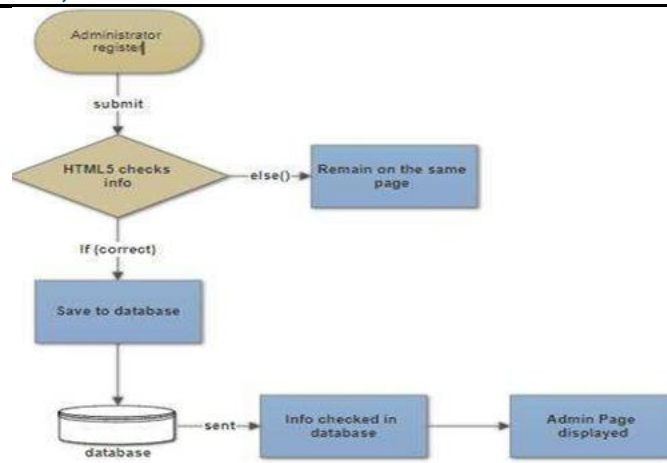 Administrator
register
submit
HTML5 checks
info
else()
Remain on the same
page
If (correct)
Save to database
database
sent
Info checked in
database
Admin Page
displayed